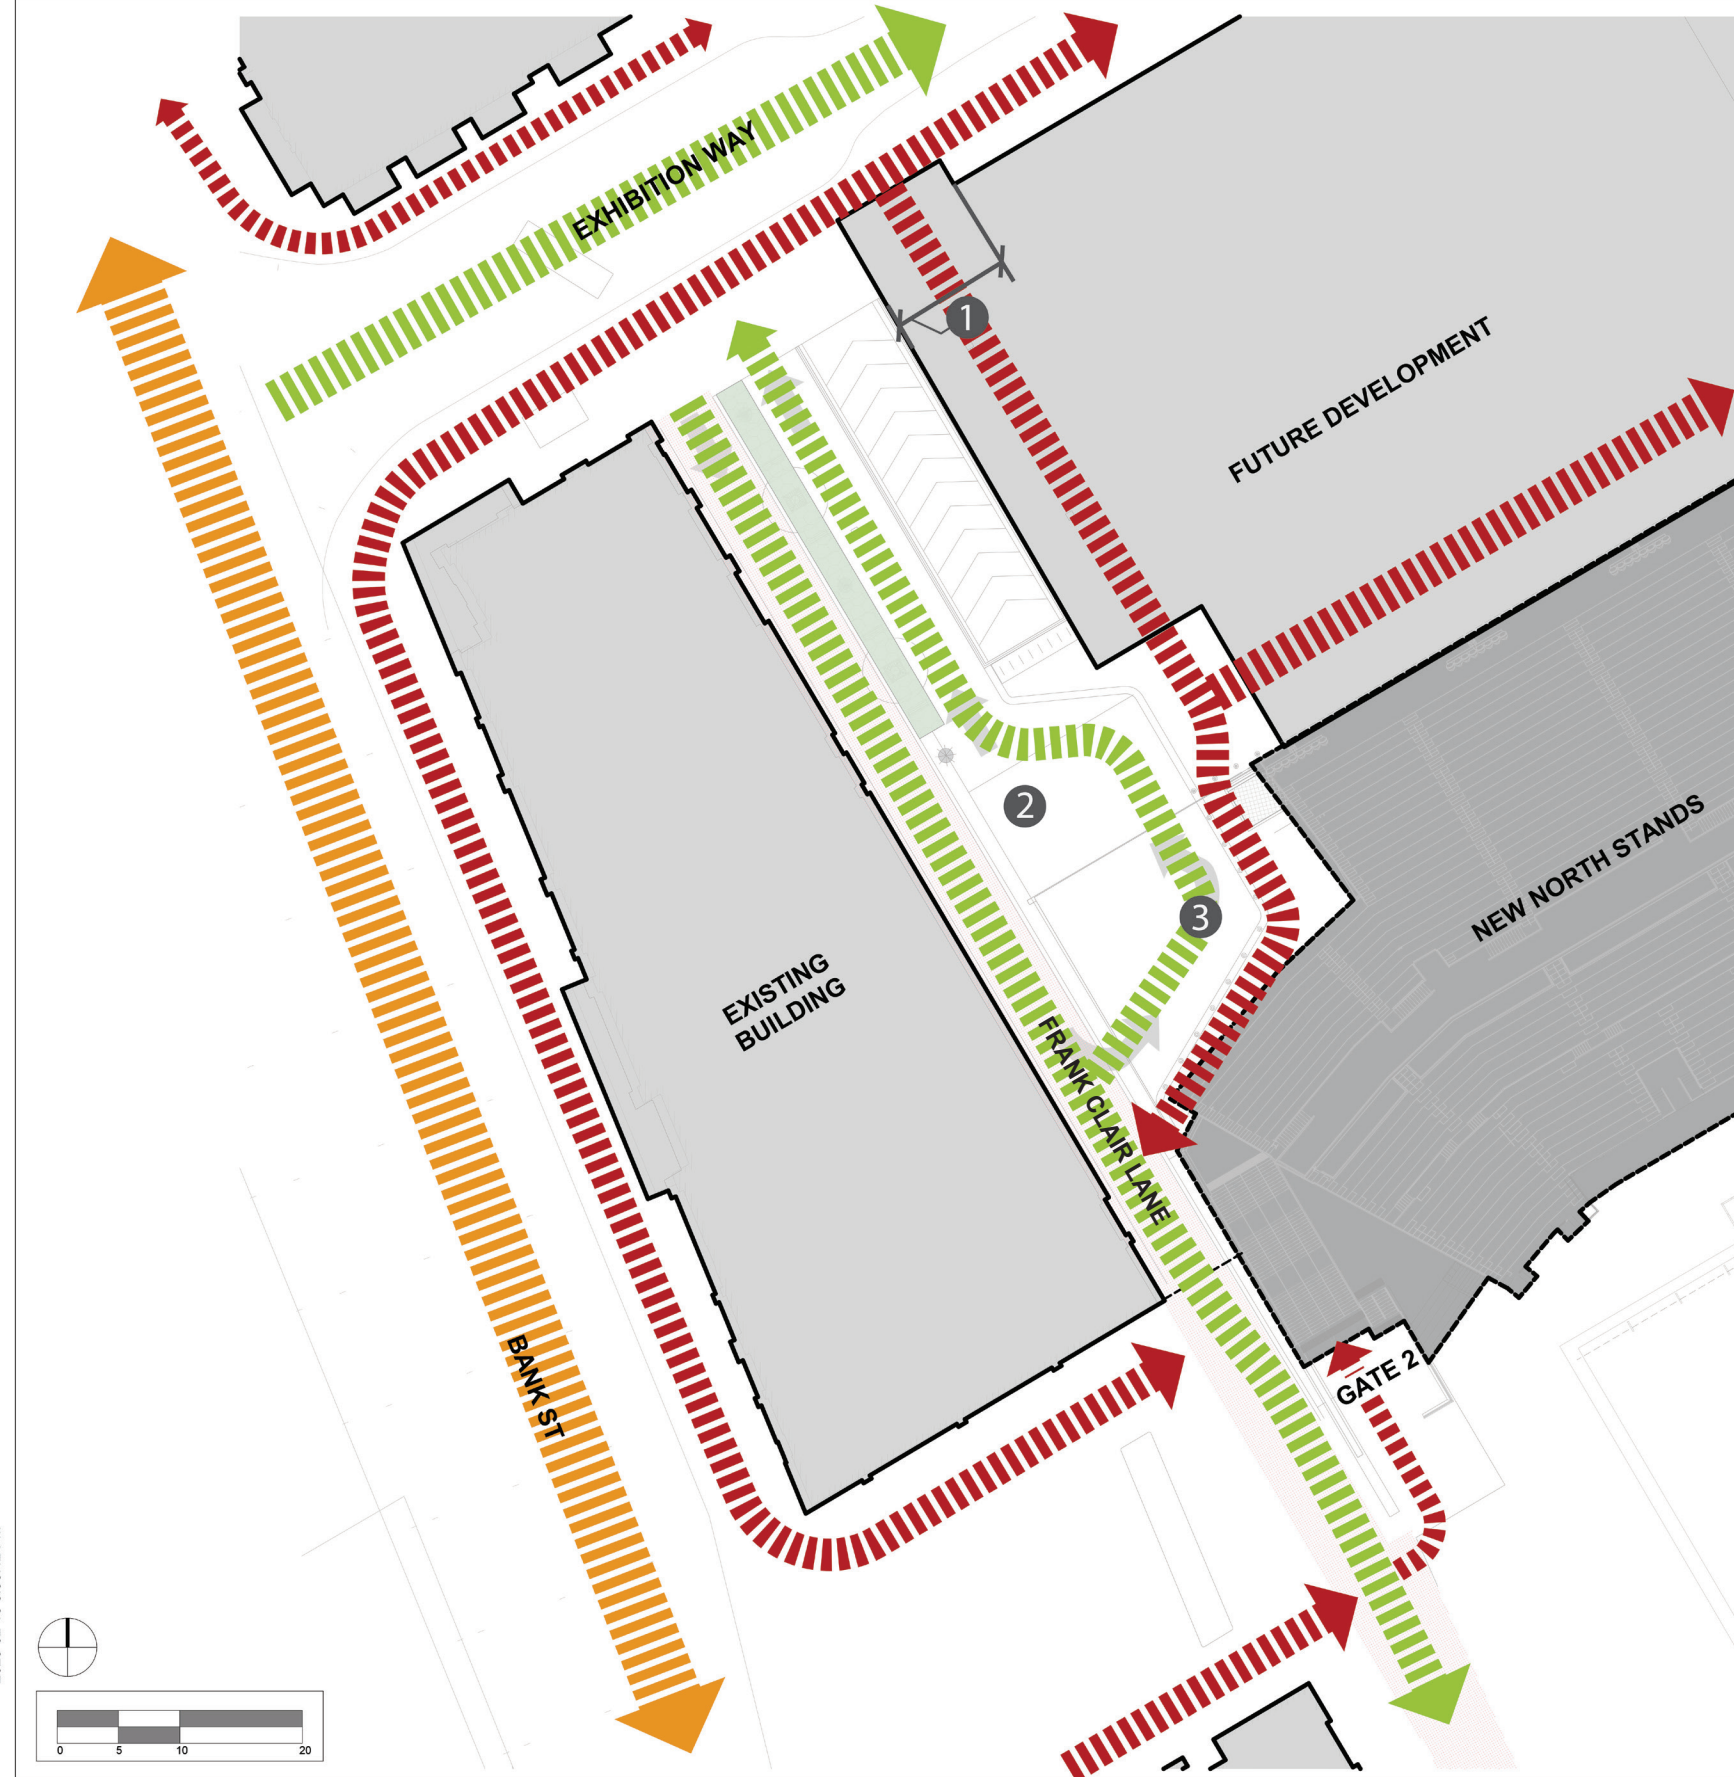 EXHIBITION WAY
1
FUTURE DEVELOPMENT
2
NEW NORTH STANDS
3
EXISTING
BUILDING
FRANK CLAIR LANE
BANK ST
GATE 2
0 5 10 20